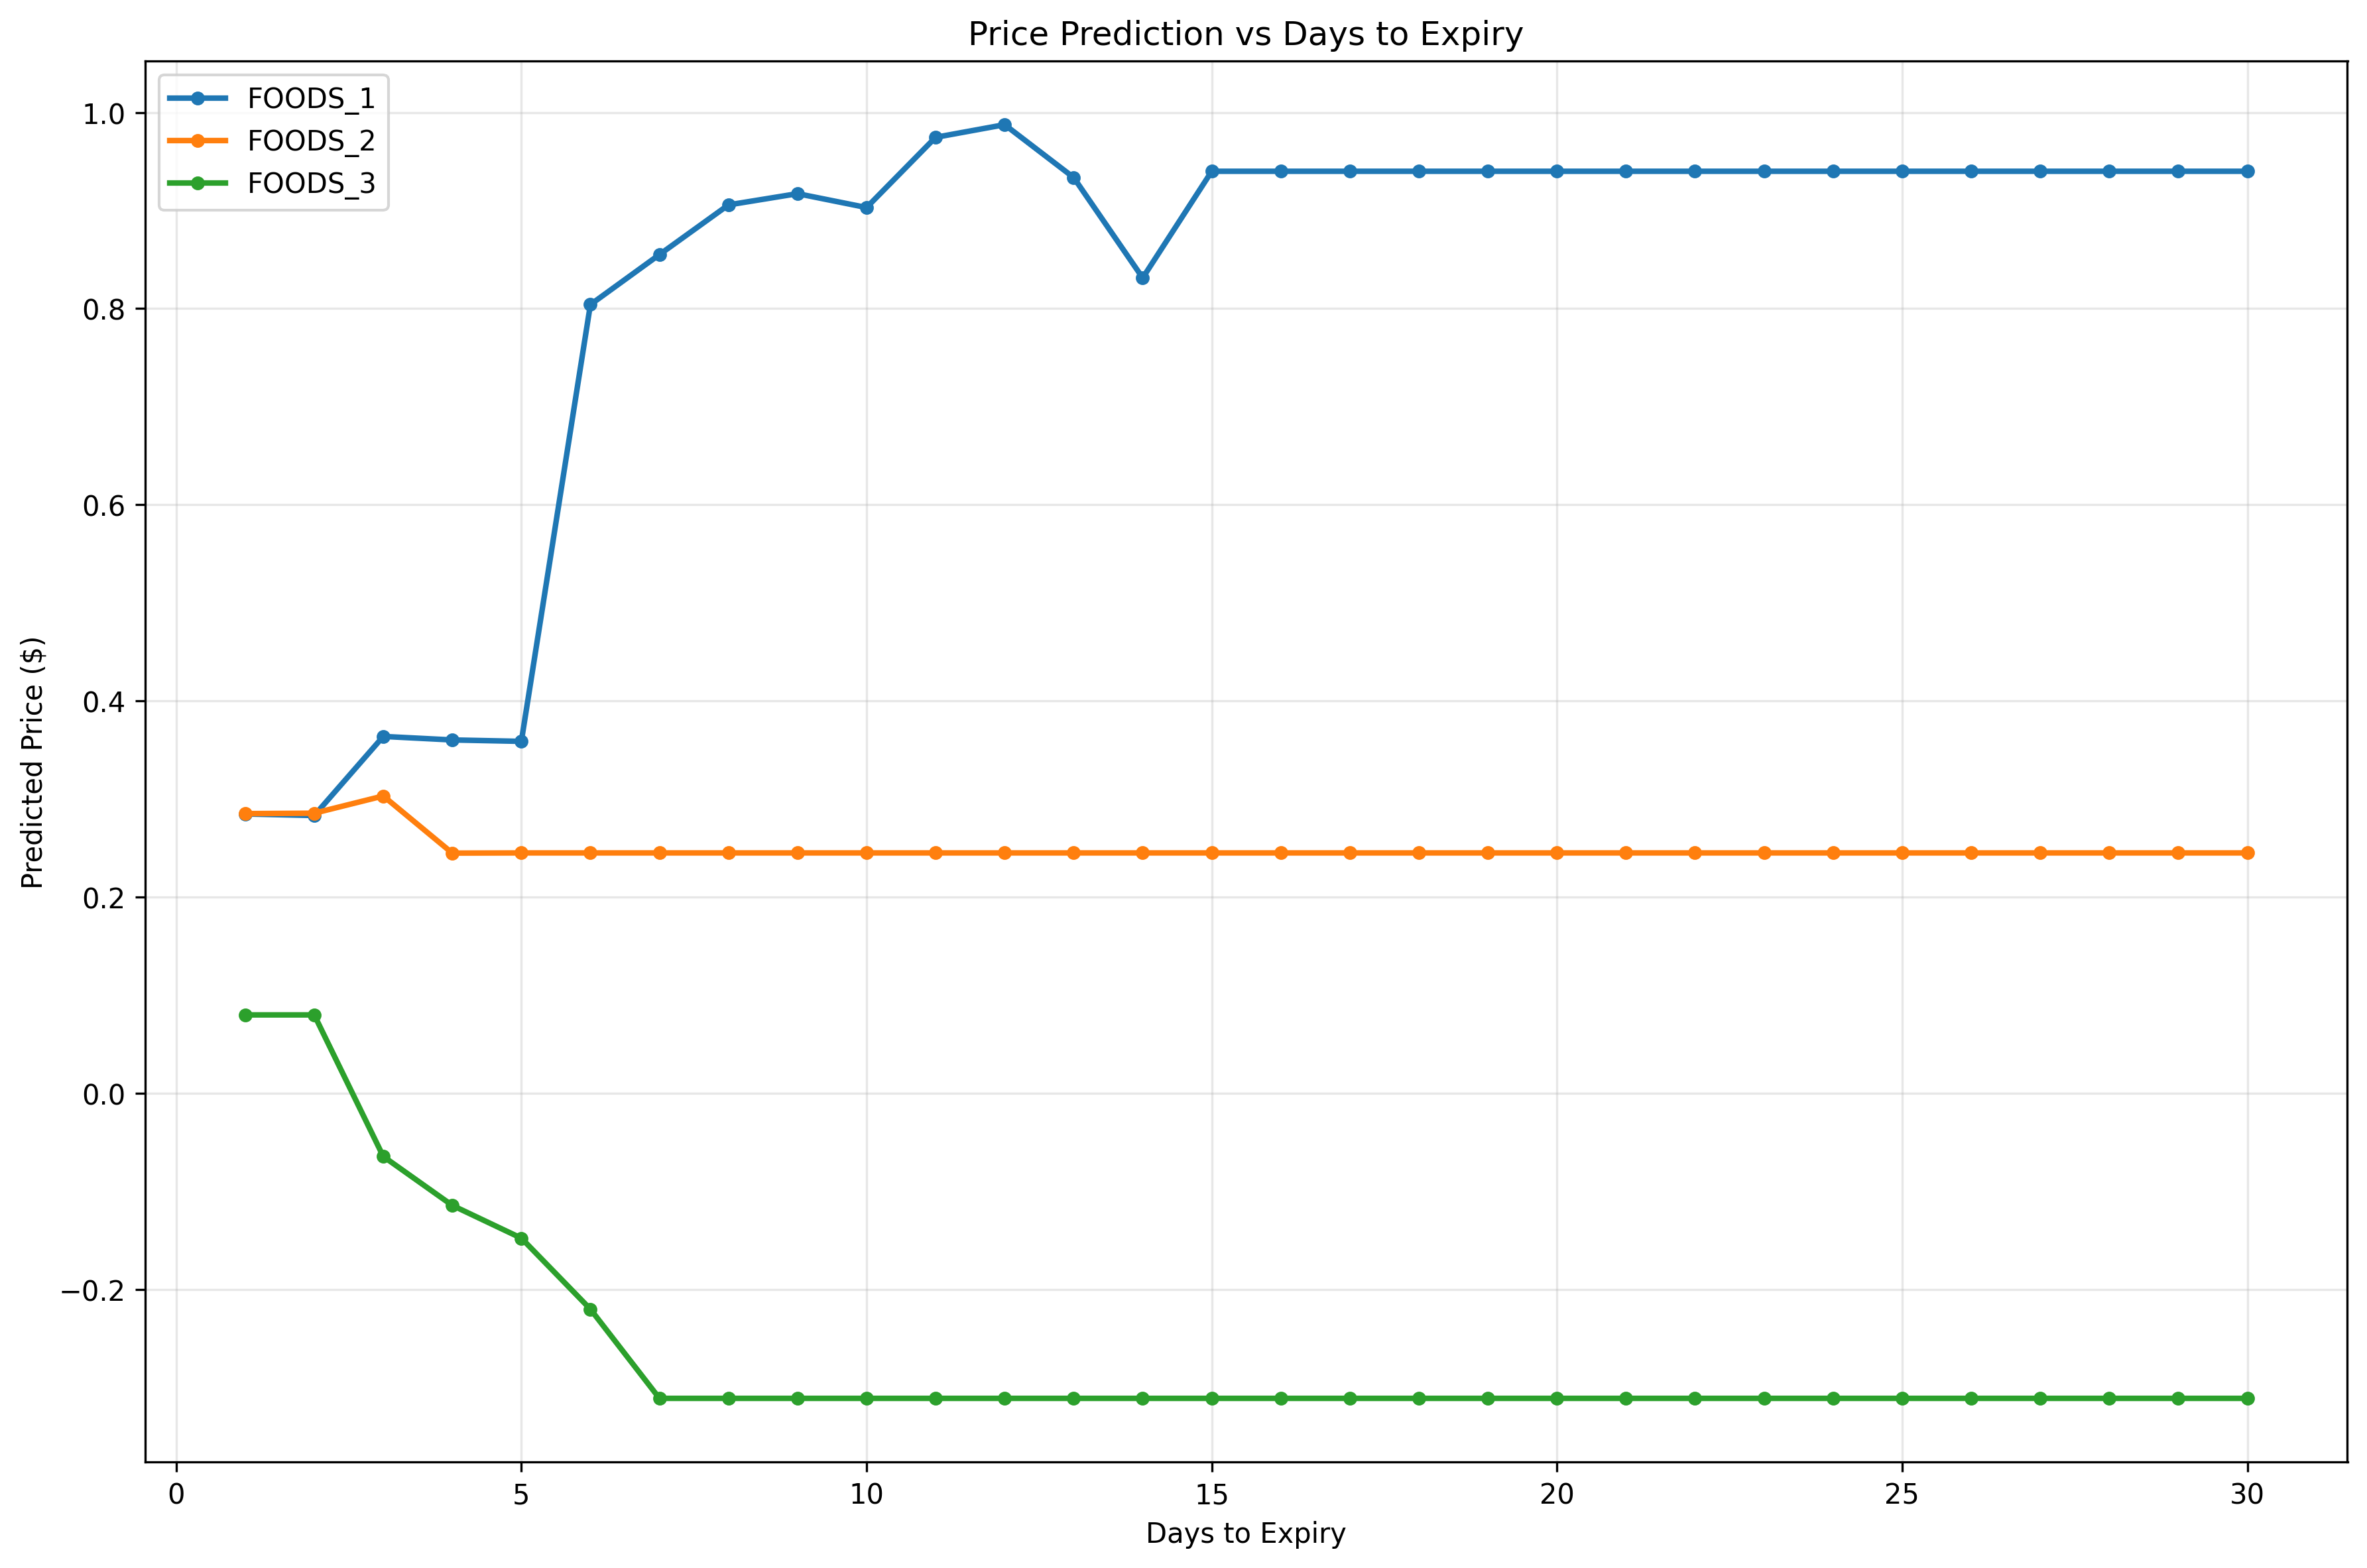 Price Prediction vs Days to Expiry
FOODS_1
FOODS_2
FOODS_3
1.0
0.8
0.6
0.4
0.2
0.0
−0.2
Predicted Price ($)
0 5 10 15 20 25 30
Days to Expiry